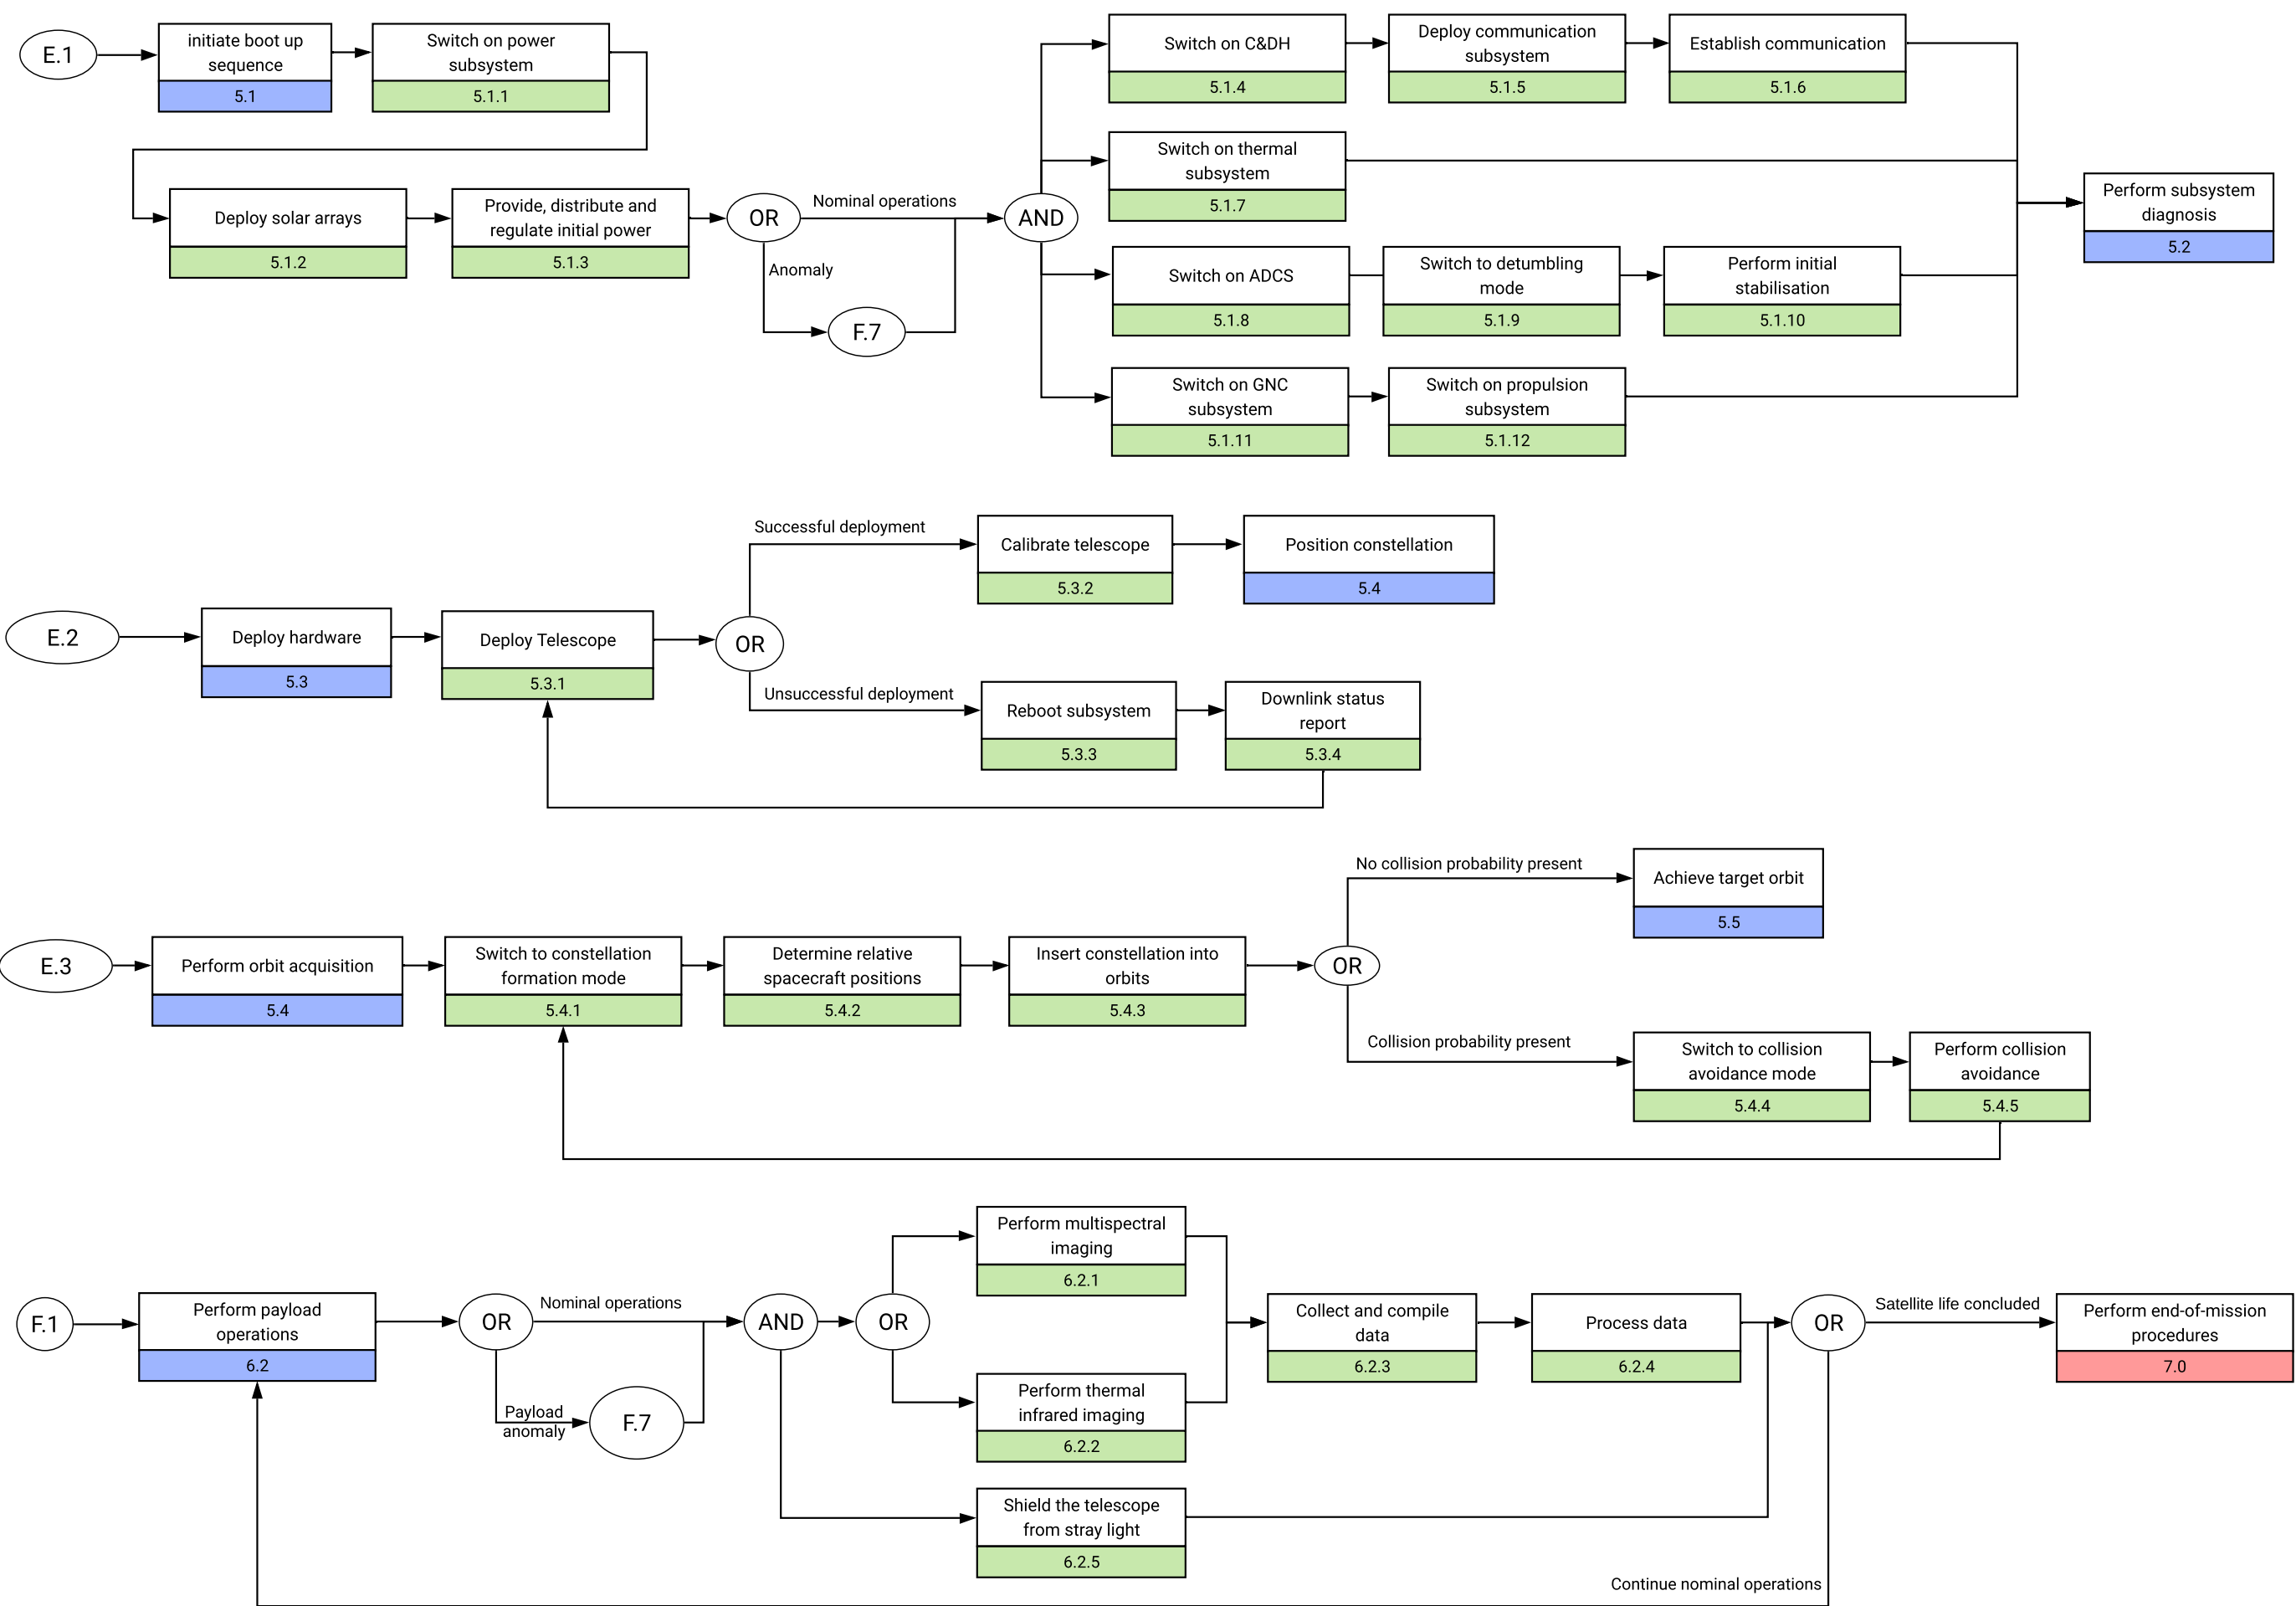 E.1
initiate boot up
sequence
5.1
Switch on power
subsystem
5.1.1
Deploy solar arrays
5.1.2
Provide, distribute and
regulate initial power
5.1.3
OR
Nominal operations
Anomaly
F.7
AND
Switch on C&DH
5.1.4
Deploy communication
subsystem
5.1.5
Establish communication
5.1.6
Switch on thermal
subsystem
5.1.7
Switch on ADCS
5.1.8
Switch to detumbling
mode
5.1.9
Perform initial
stabilisation
5.1.10
Switch on GNC
subsystem
5.1.11
Switch on propulsion
subsystem
5.1.12
Perform subsystem
diagnosis
5.2
E.2
Deploy hardware
5.3
Deploy Telescope
5.3.1
OR
Successful deployment
Calibrate telescope
5.3.2
Position constellation
5.4
Unsuccessful deployment
Reboot subsystem
5.3.3
Downlink status
report
5.3.4
E.3
Perform orbit acquisition
5.4
Switch to constellation
formation mode
5.4.1
Determine relative
spacecraft positions
5.4.2
Insert constellation into
orbits
5.4.3
OR
No collision probability present
Achieve target orbit
5.5
Collision probability present
Switch to collision
avoidance mode
5.4.4
Perform collision
avoidance
5.4.5
F.1
Perform payload
operations
6.2
OR
Nominal operations
Payload
anomaly
F.7
AND
OR
Perform multispectral
imaging
6.2.1
Perform thermal
infrared imaging
6.2.2
Shield the telescope
from stray light
6.2.5
Collect and compile
data
6.2.3
Process data
6.2.4
OR
Satellite life concluded
Perform end-of-mission
procedures
7.0
Continue nominal operations